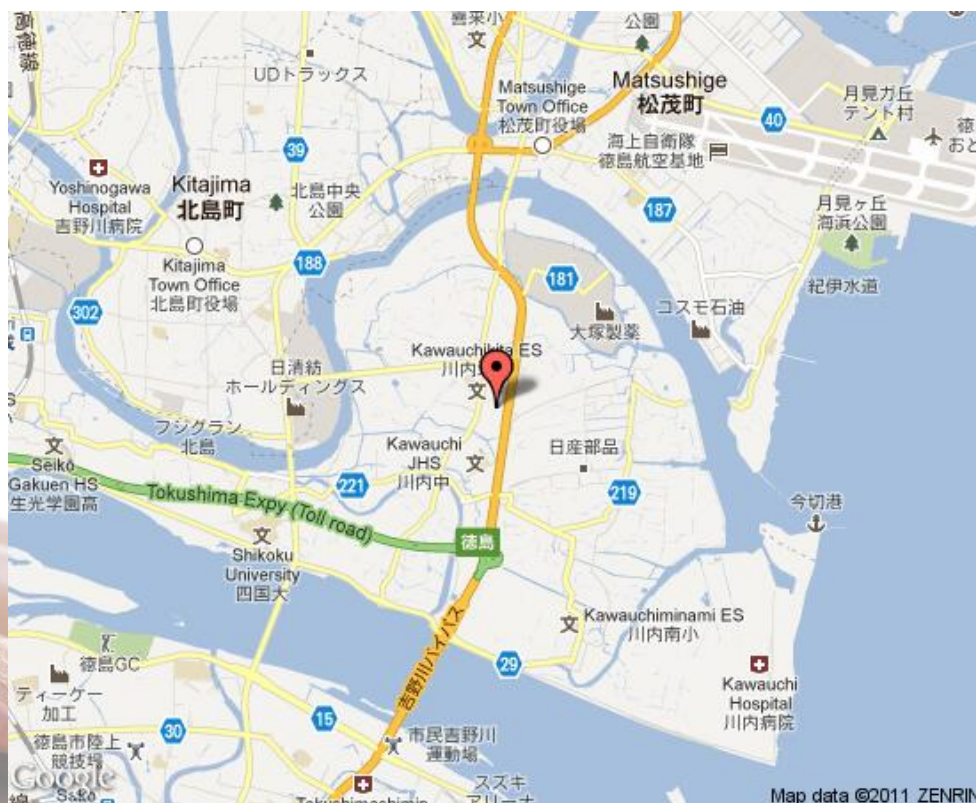 高徳線
喜来小
公園
UDトラックス
Matsushige
Town Office
松茂町役場
Matsushige
松茂町
40
月見ガ丘
テント村
39
海上自衛隊
徳島航空基地
Yoshinogawa
Hospital
吉野川病院
Kitajima
北島町
北島中央
公園
187
月見ヶ丘
海浜公園
Kitajima
Town Office
北島町役場
188
181
紀伊水道
302
コスモ石油
大塚製薬
Kawauchikita ES
日清紡
ホールディングス
フジグラン
北島
Seiko
Gakuen HS
生光学園高
Kawauchi
JHS
川内中
日産部品
221
219
Tokushima Expy (Toll road)
今切港
徳島
Shikoku
University
四国大
Kawauchiminami ES
川内南小
吉野川バイパス
29
徳島GC
ティーケー
加工
Kawauchi
Hospital
川内病院
15
30
徳島市陸上
競技場
市民吉野川
運動場
Google
スズキ
アリーナ
Map data ©2011 ZENRIN